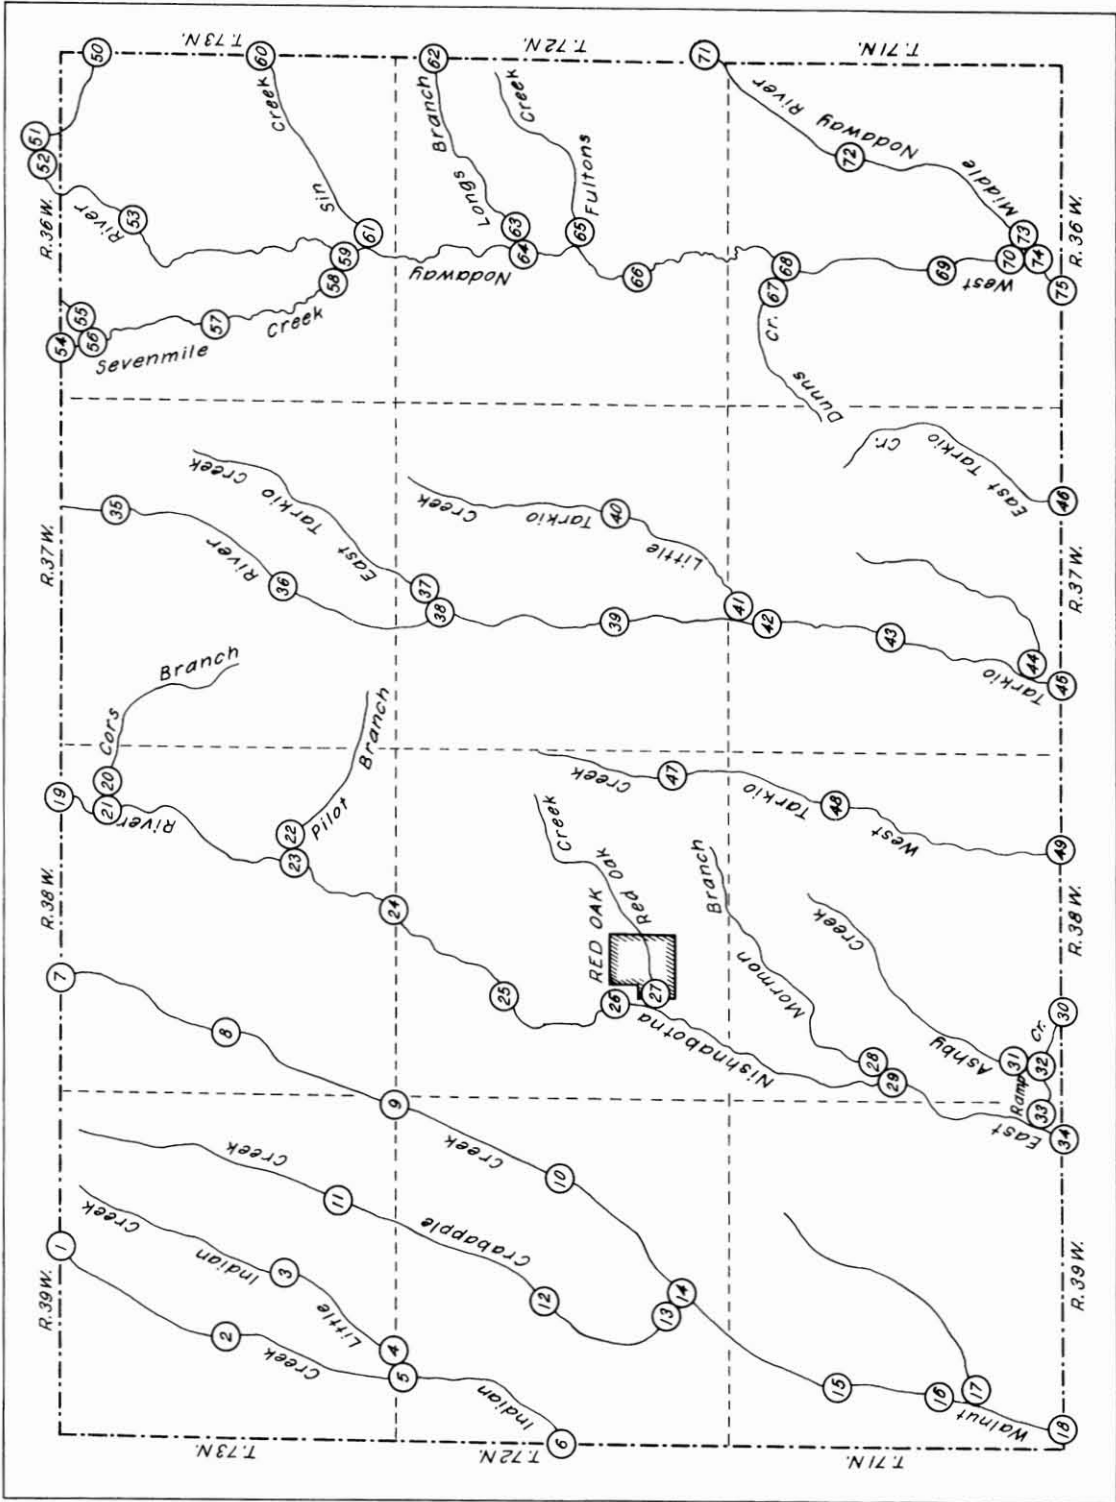 R.39W.
R.38W.
R.37W.
R.36W.
T.73N.
T.72N.
T.71N.
T.73N.
T.72N.
T.71N.
R.39W.
R.38W.
R.37W.
R.36W.
1
2
Creek
5
Indian
6
Creek
Indian
3
Little
4
Creek
11
Crabapple
12
13
7
8
9
Creek
10
14
15
16
17
Walnut
18
19
20
Cors
Branch
21
River
22
Pilot
Branch
23
24
25
RED OAK
26
27
Red Oak
Creek
Nishnabotna
Branch
Mormon
28
29
Creek
Ashby
31
Ramp
Cr.
32
30
33
East
34
35
River
36
Creek
East Tarkio
37
38
39
Creek
Tarkio
40
Little
41
42
43
44
Tarkio
45
Cr.
East Tarkio
46
Creek
47
Tarkio
48
West
49
50
51
52
River
53
54
55
56
Sevenmile
57
Creek
58
59
60
Creek
Sin
61
62
Branch
Longs
63
64
Nodaway
Creek
Fultons
65
66
67
68
Cr.
Dunns
69
West
70
71
Nodaway River
72
Middle
73
74
75